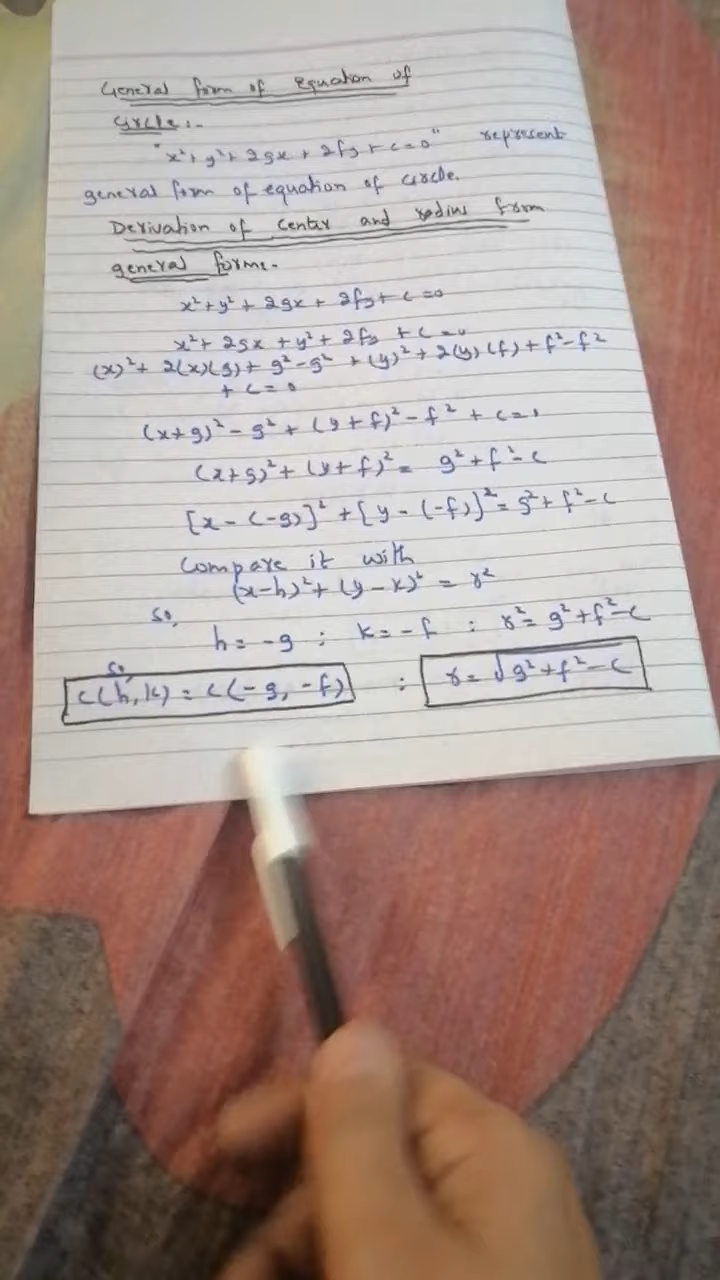 General form of equation of
circle:-
"x²+y²+2gx+2fy+c=0" represent
general form of equation of circle.
Derivation of center and radius from
general form:-
x²+y²+2gx+2fy+c=0
x²+2gx+y²+2fy+c=0
(x)²+2(x)(g)+g²-g²+(y)²+2(y)(f)+f²-f²
+c=0
(x+g)²-g²+(y+f)²-f²+c=0
(x+g)²+(y+f)²=g²+f²-c
[x-(-g)]²+[y-(-f)]²=g²+f²-c
Compare it with
(x-h)²+(y-k)²=r²
so,
h=-g ; k=-f : r²=g²+f²-c
so
c(h,k)=c(-g,-f) : r=√g²+f²-c